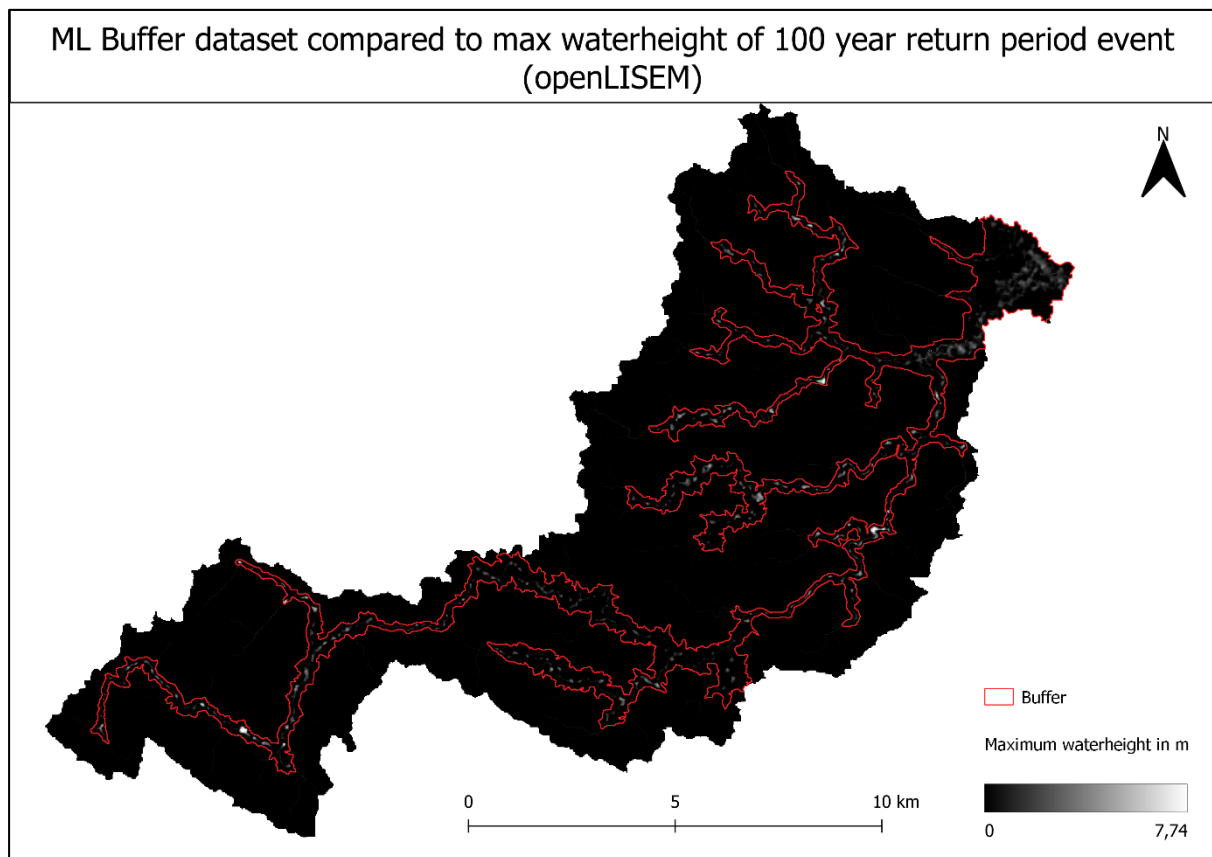 ML Buffer dataset compared to max waterheight of 100 year return period event
(openLISEM)
N
Buffer
Maximum waterheight in m
0 7,74
0 5 10 km